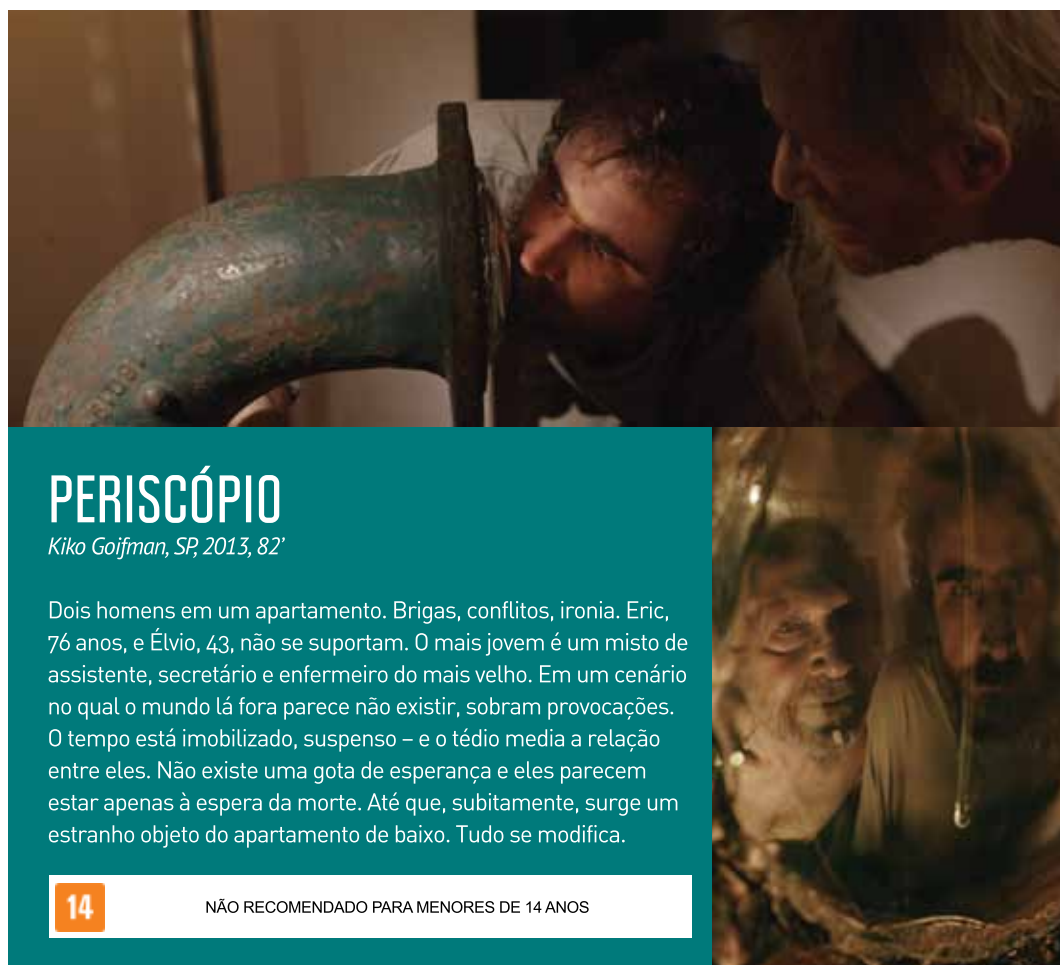 PERISCÓPIO
Kiko Goifman, SP, 2013, 82’
Dois homens em um apartamento. Brigas, conflitos, ironia. Eric,
76 anos, e Élvio, 43, não se suportam. O mais jovem é um misto de
assistente, secretário e enfermeiro do mais velho. Em um cenário
no qual o mundo lá fora parece não existir, sobram provocações.
O tempo está imobilizado, suspenso – e o tédio media a relação
entre eles. Não existe uma gota de esperança e eles parecem
estar apenas à espera da morte. Até que, subitamente, surge um
estranho objeto do apartamento de baixo. Tudo se modifica.
14 NÃO RECOMENDADO PARA MENORES DE 14 ANOS